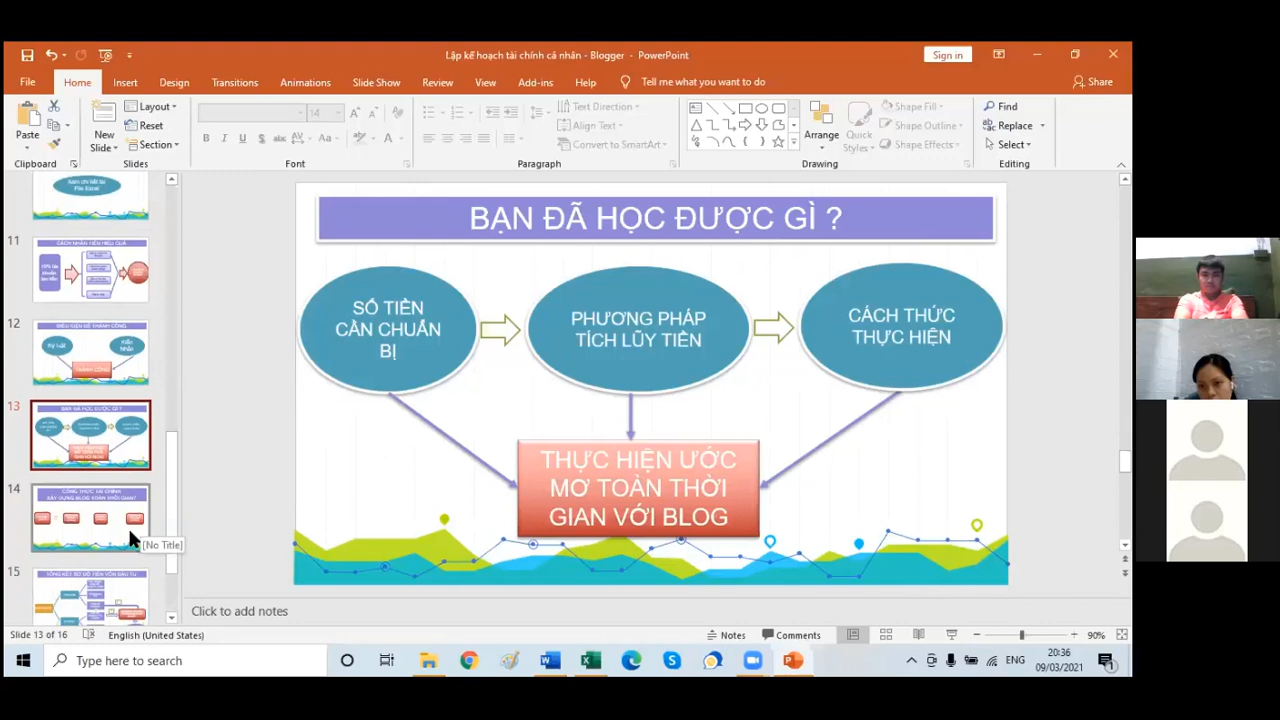 Lập kế hoạch tài chính cá nhân - Blogger - PowerPoint
Sign in
File
Home
Insert
Design
Transitions
Animations
Slide Show
Review
View
Add-ins
Help
Tell me what you want to do
Share
Paste
New
Slide
Layout
Reset
Section
14
B I U S abc AV Aa A
Text Direction
Align Text
Convert to SmartArt
Arrange
Quick
Styles
Shape Fill
Shape Outline
Shape Effects
Find
Replace
Select
Clipboard
Slides
Font
Paragraph
Drawing
Editing
11
12
13
14
15
[No Title]
BẠN ĐÃ HỌC ĐƯỢC GÌ ?
SỐ TIỀN
CẦN CHUẨN
BỊ
PHƯƠNG PHÁP
TÍCH LŨY TIỀN
CÁCH THỨC
THỰC HIỆN
THỰC HIỆN ƯỚC
MƠ TOÀN THỜI
GIAN VỚI BLOG
Click to add notes
Slide 13 of 16
English (United States)
Notes
Comments
90%
Type here to search
ENG
20:36
09/03/2021
1